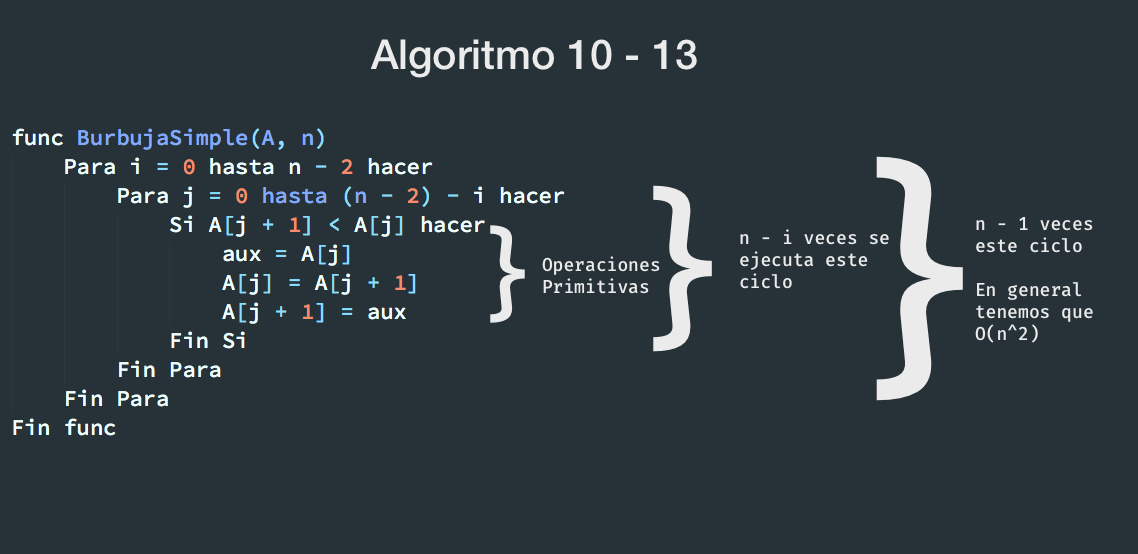 Algoritmo 10 - 13
func BurbujaSimple(A, n)
Para i = 0 hasta n - 2 hacer
Para j = 0 hasta (n - 2) - i hacer
Si A[j + 1] < A[j] hacer
aux = A[j]
A[j] = A[j + 1]
A[j + 1] = aux
Fin Si
Fin Para
Fin Para
Fin func
Operaciones
Primitivas
n - i veces se
ejecuta este
ciclo
n - 1 veces
este ciclo
En general
tenemos que
O(n^2)